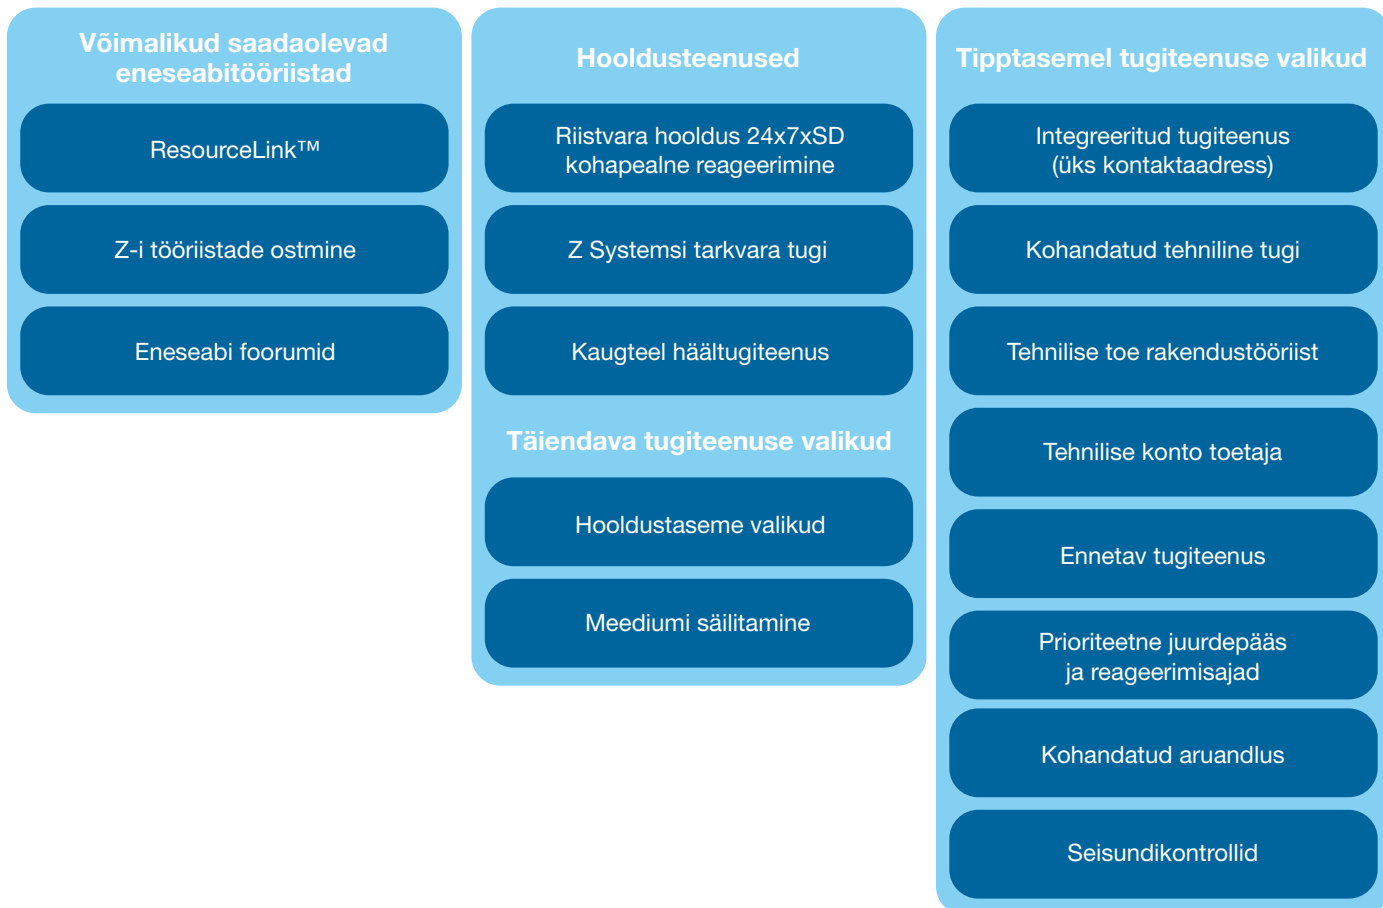 Võimalikud saadaolevad
eneseabitööriistad
ResourceLink™
Z-i tööriistade ostmine
Eneseabi foorumid
Hooldusteenused
Riistvara hooldus 24x7xSD
kohapealne reageerimine
Z Systemsi tarkvara tugi
Kaugteel häältugiteenus
Täiendava tugiteenuse valikud
Hooldustaseme valikud
Meediumi säilitamine
Tipptasemel tugiteenuse valikud
Integreeritud tugiteenus
(üks kontaktaadress)
Kohandatud tehniline tugi
Tehnilise toe rakendustööriist
Tehnilise konto toetaja
Ennetav tugiteenus
Prioriteetne juurdepääs
ja reageerimisajad
Kohandatud aruandlus
Seisundikontrollid